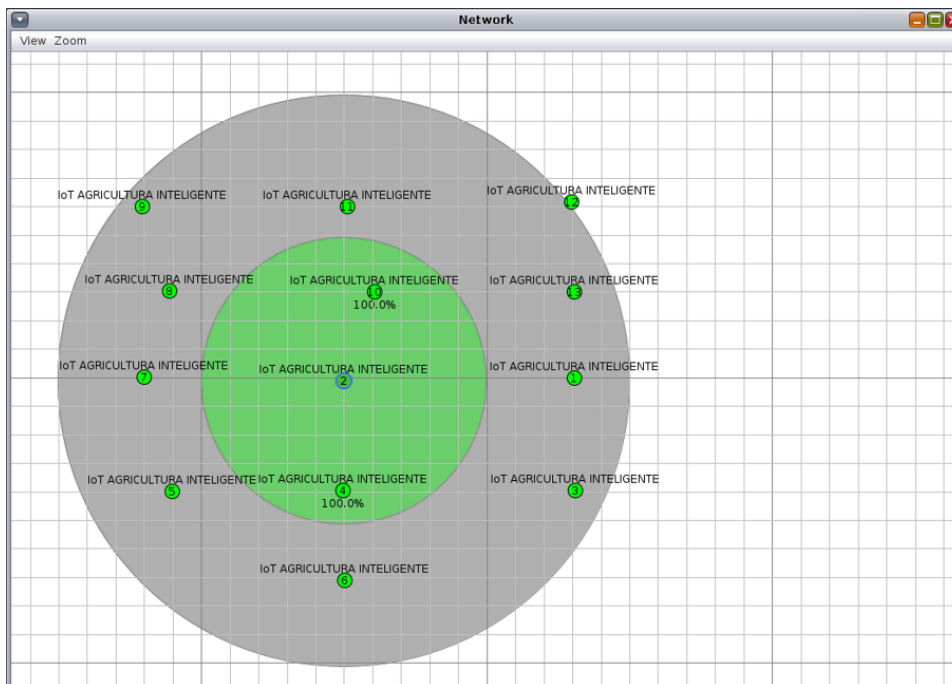 Network
View Zoom
IoT AGRICULTURA INTELIGENTE
12
IoT AGRICULTURA INTELIGENTE
9
IoT AGRICULTURA INTELIGENTE
11
IoT AGRICULTURA INTELIGENTE
8
IoT AGRICULTURA INTELIGENTE
10
100.0%
IoT AGRICULTURA INTELIGENTE
13
IoT AGRICULTURA INTELIGENTE
7
IoT AGRICULTURA INTELIGENTE
2
IoT AGRICULTURA INTELIGENTE
1
IoT AGRICULTURA INTELIGENTE
5
IoT AGRICULTURA INTELIGENTE
4
100.0%
IoT AGRICULTURA INTELIGENTE
3
IoT AGRICULTURA INTELIGENTE
6